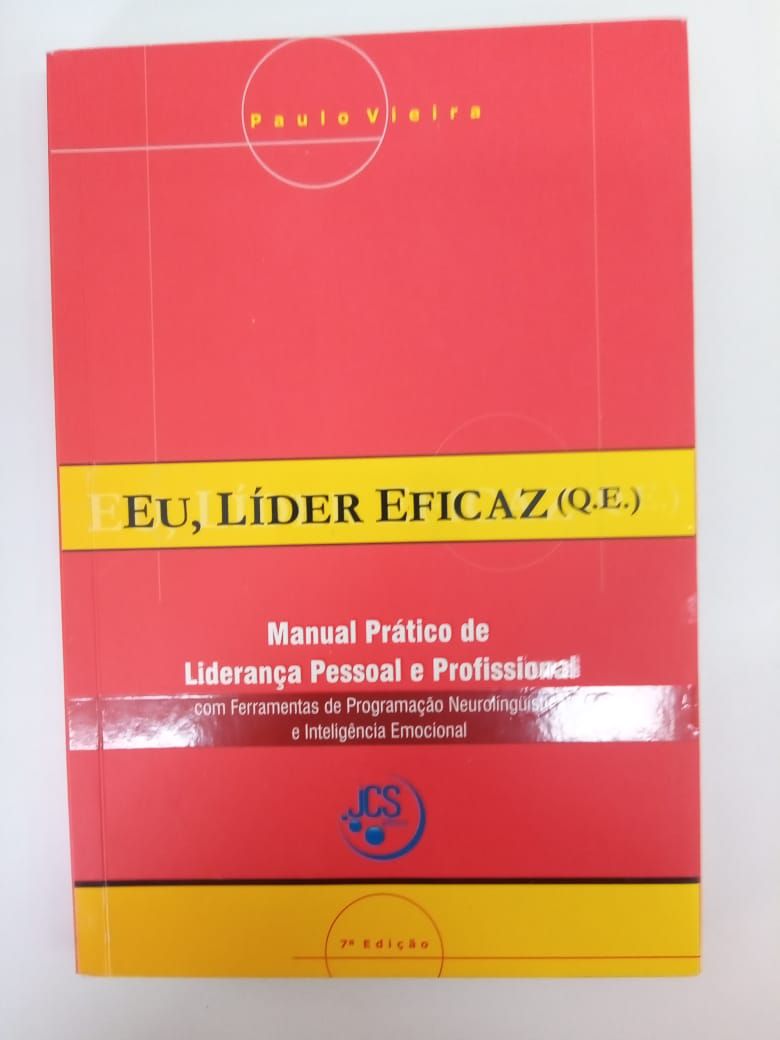 Paulo Vieira
EU, LÍDER EFICAZ (Q.E.)
Manual Prático de
Liderança Pessoal e Profissional
com Ferramentas de Programação
e Inteligência Emocional
JCS
7ª Edição